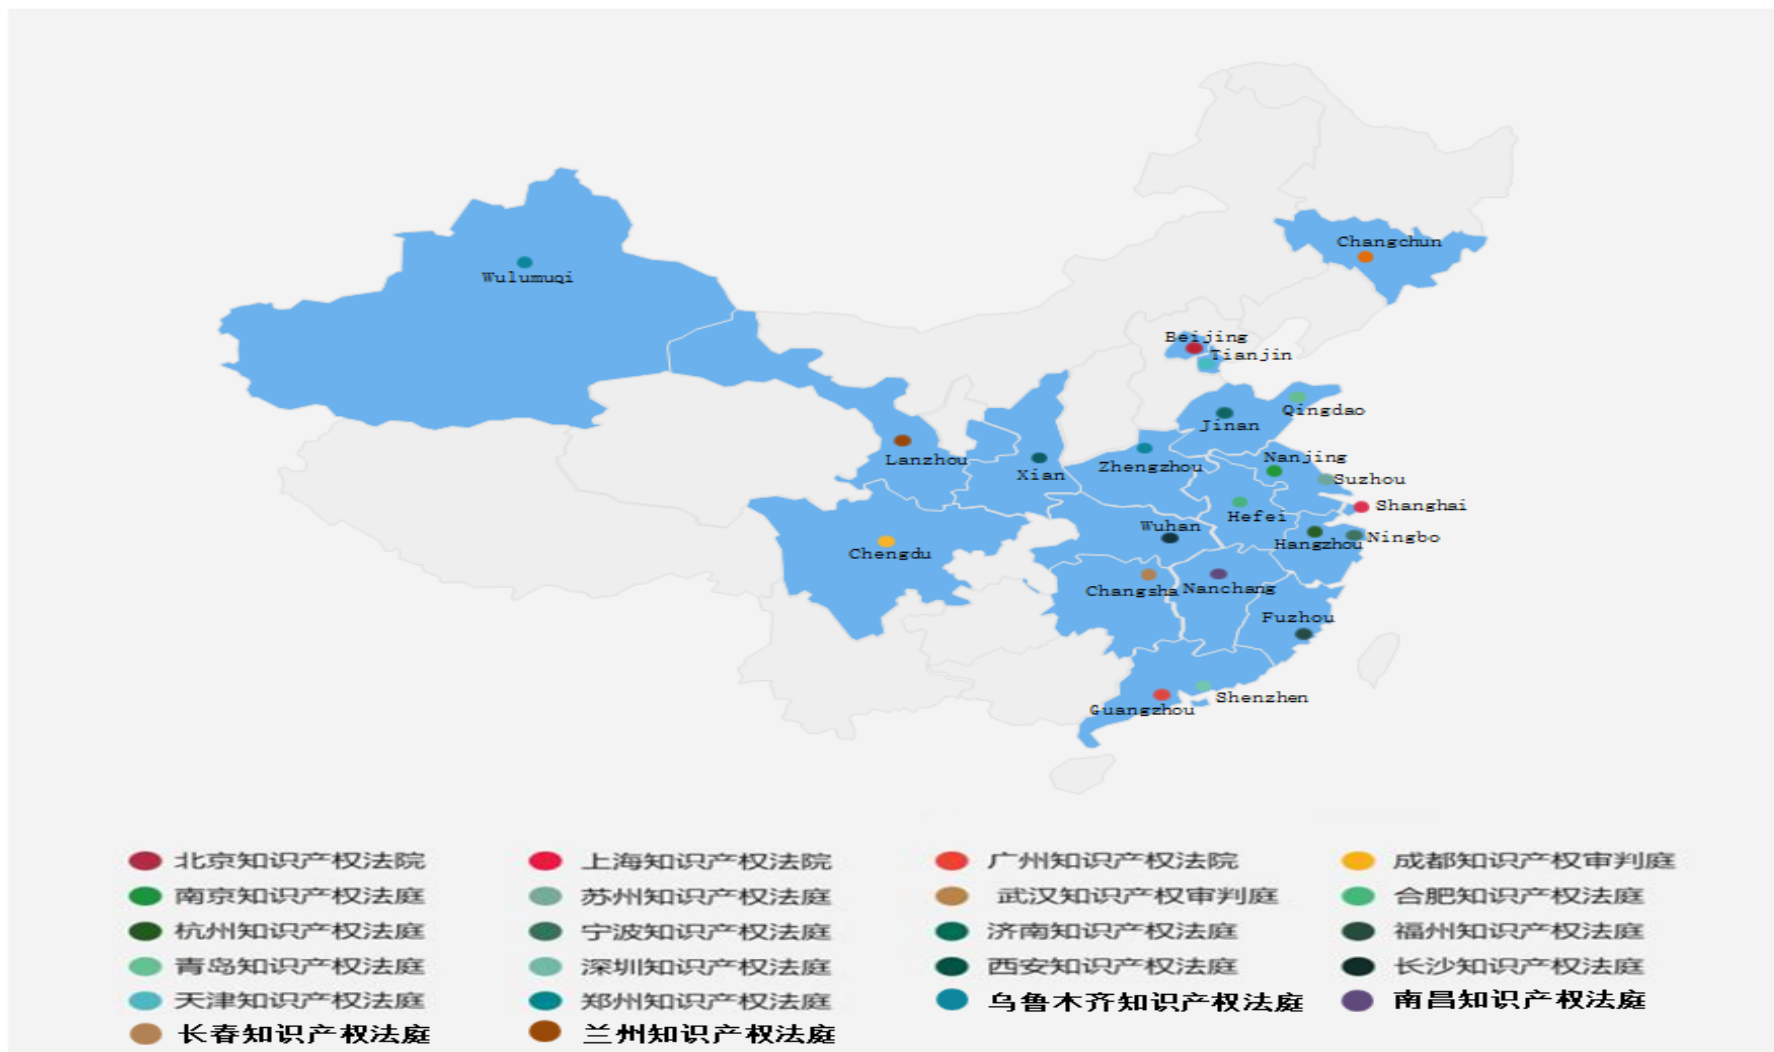 Changchun
Wulumuqi
Beijing
Tianjin
Qingdao
Jinan
Lanzhou
Xian
Zhengzhou
Nanjing
Suzhou
Shanghai
Hefei
Wuhan
Hangzhou
Ningbo
Chengdu
Changsha
Nanchang
Fuzhou
Shenzhen
Guangzhou
北京知识产权法院 上海知识产权法院 广州知识产权法院 成都知识产权审判庭
南京知识产权法庭 苏州知识产权法庭 武汉知识产权审判庭 合肥知识产权法庭
杭州知识产权法庭 宁波知识产权法庭 济南知识产权法庭 福州知识产权法庭
青岛知识产权法庭 深圳知识产权法庭 西安知识产权法庭 长沙知识产权法庭
天津知识产权法庭 郑州知识产权法庭 乌鲁木齐知识产权法庭 南昌知识产权法庭
长春知识产权法庭 兰州知识产权法庭